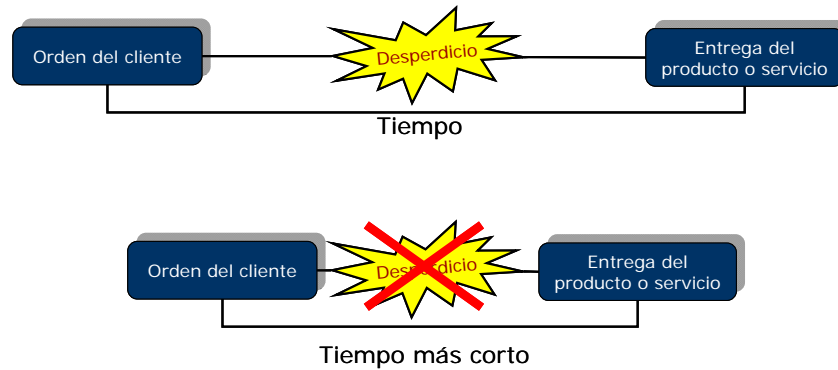 Orden del cliente
Desperdicio
Entrega del
producto o servicio
Tiempo
Orden del cliente
Desperdicio
Entrega del
producto o servicio
Tiempo más corto